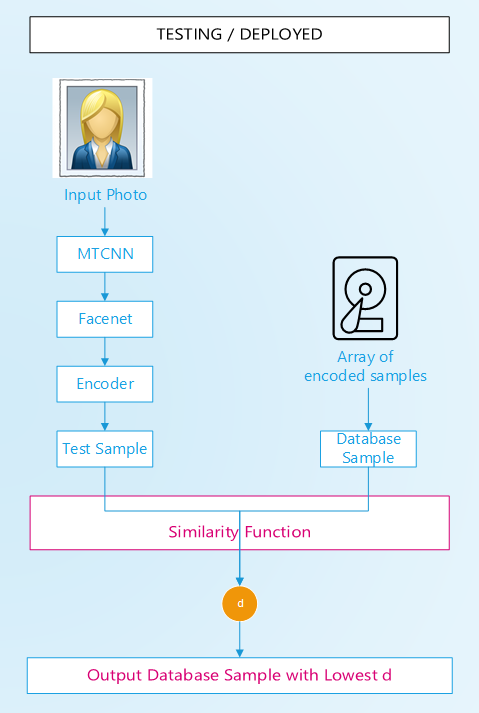 TESTING / DEPLOYED
Input Photo
MTCNN
Facenet
Encoder
Test Sample
Array of
encoded samples
Database
Sample
Similarity Function
d
Output Database Sample with Lowest d